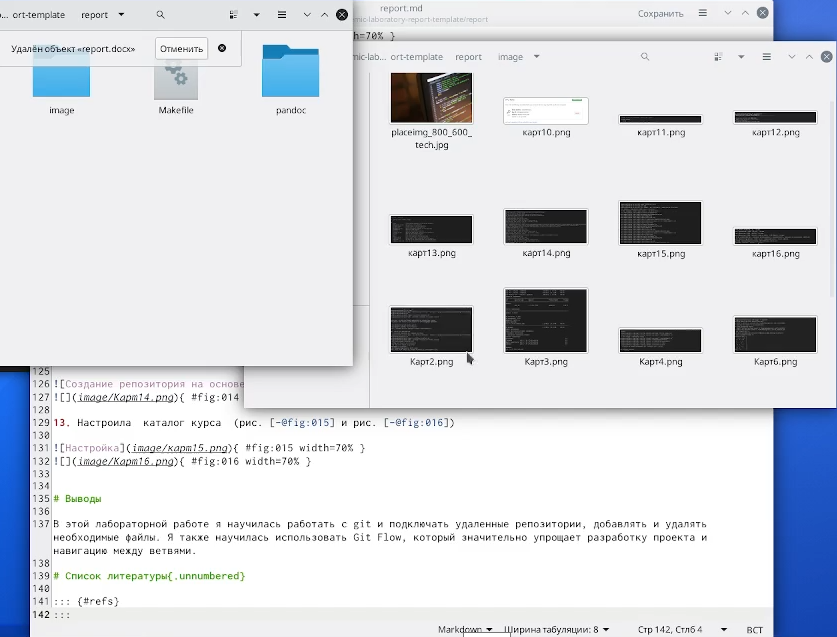 ... ort-template report
Удалён объект «report.docx» Отменить
image
Makefile
pandoc
report.md
mic-laboratory-report-template/report
Сохранить
h=70% }
mic-lab... ort-template report image
placeimg_800_600_
tech.jpg
карт10.png
карт11.png
карт12.png
карт13.png
карт14.png
карт15.png
карт16.png
Карт2.png
Карт3.png
Карт4.png
Карт6.png
125
126 ![Создание репозитория на основе
127 ![](image/Карт14.png){ #fig:014
128
129 13. Настроила каталог курса (рис. [-@fig:015] и рис. [-@fig:016])
130
131 ![Настройка](image/карт15.png){ #fig:015 width=70% }
132 ![](image/Карт16.png){ #fig:016 width=70% }
133
134
135 # Выводы
136
137 В этой лабораторной работе я научилась работать с git и подключать удаленные репозитории, добавлять и удалять
необходимые файлы. Я также научилась использовать Git Flow, который значительно упрощает разработку проекта и
навигацию между ветвями.
138
139 # Список литературы{.unnumbered}
140
141 ::: {#refs}
142 :::
Markdown Ширина табуляции: 8 Стр 142, Стлб 4 ВСТ